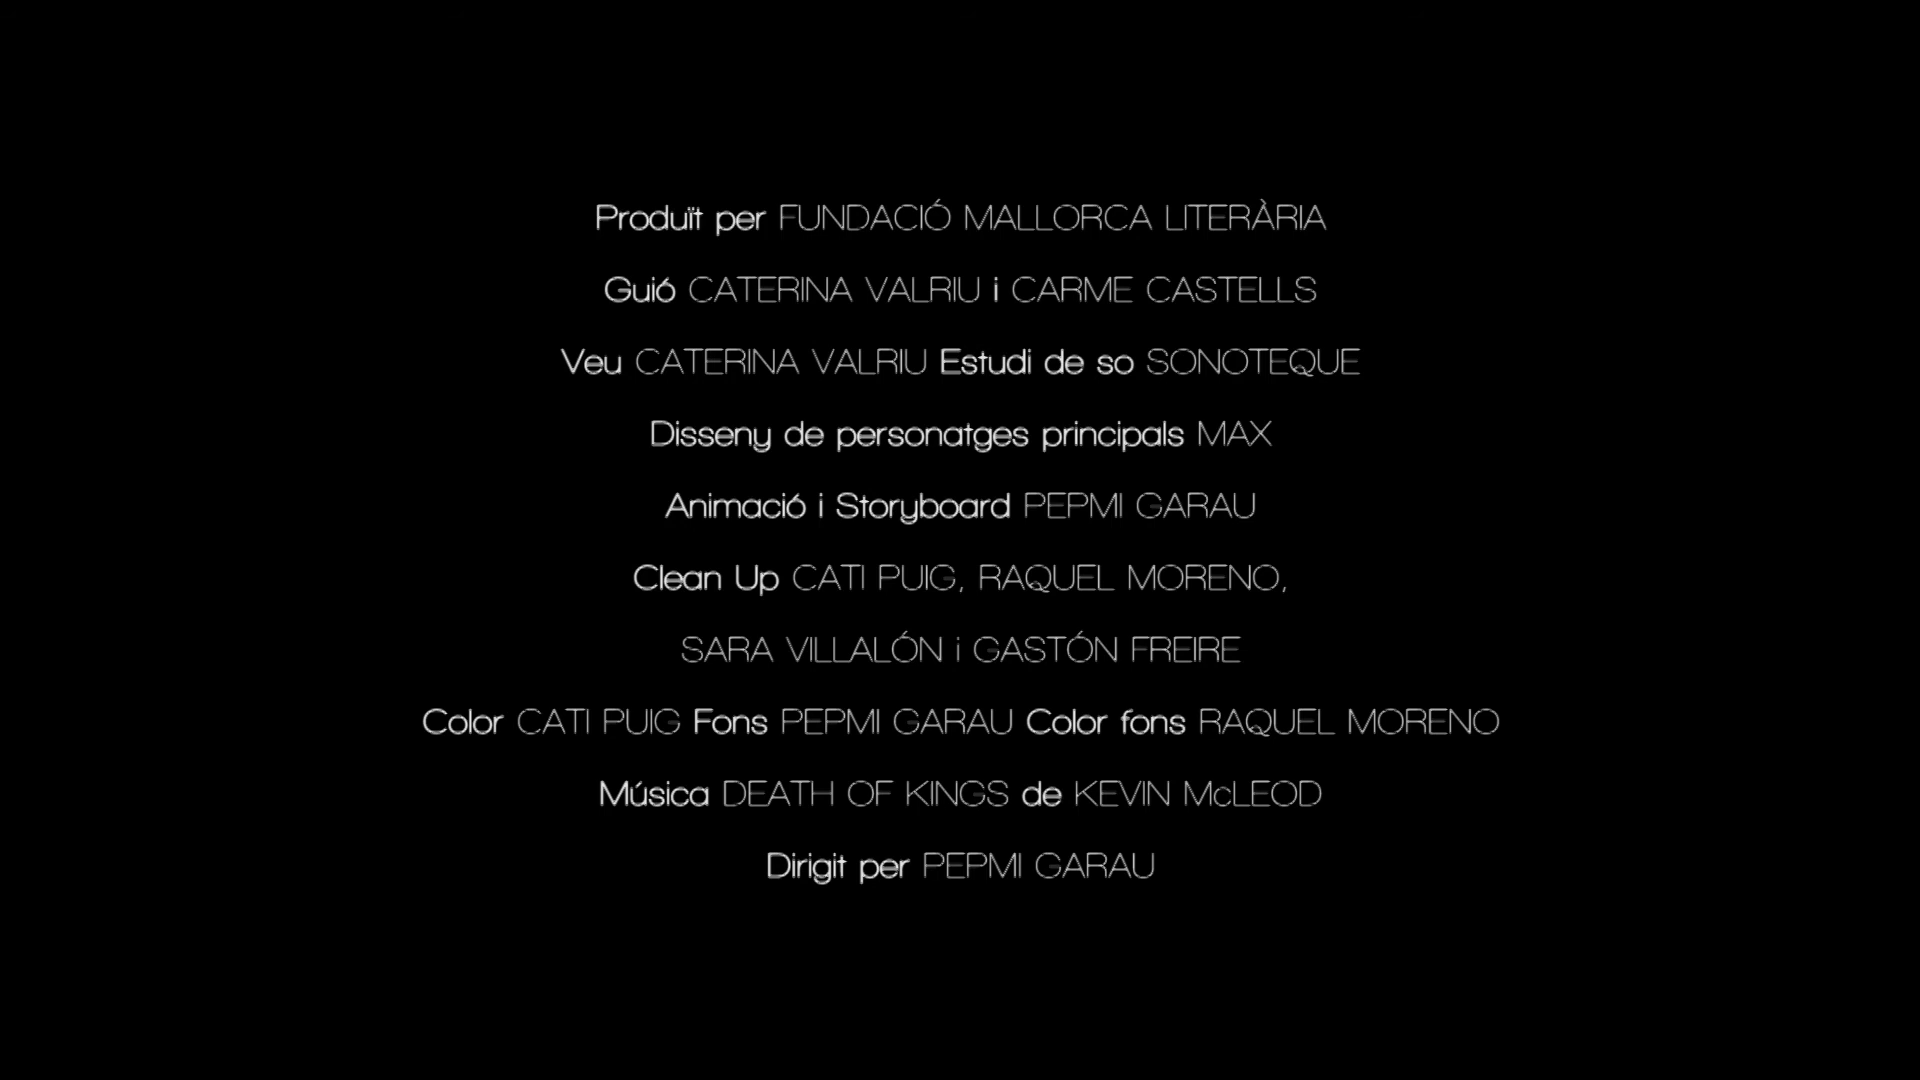 Produït per FUNDACIÓ MALLORCA LITERÀRIA
Guió CATERINA VALRIU i CARME CASTELLS
Veu CATERINA VALRIU Estudi de so SONOTEQUE
Disseny de personatges principals MAX
Animació i Storyboard PEPMI GARAU
Clean Up CATI PUIG, RAQUEL MORENO,
SARA VILLALÓN i GASTÓN FREIRE
Color CATI PUIG Fons PEPMI GARAU Color fons RAQUEL MORENO
Música DEATH OF KINGS de KEVIN McLEOD
Dirigit per PEPMI GARAU